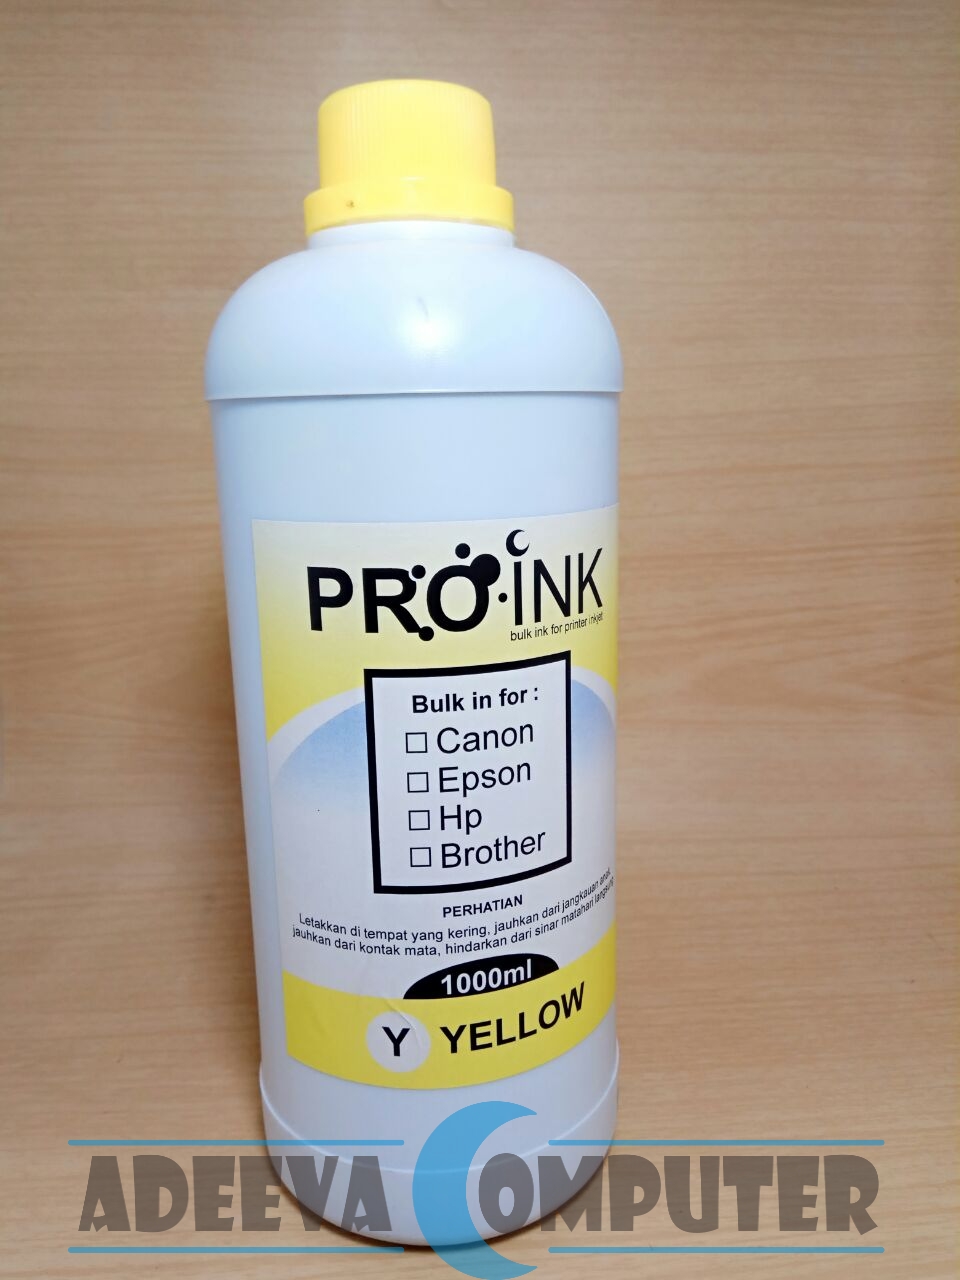 PRO.INK
bulk ink for printer inkjet
Bulk in for :
Canon
Epson
Hp
Brother
PERHATIAN
Letakkan di tempat yang kering, jauhkan dari jangkauan anak,
jauhkan dari kontak mata, hindarkan dari sinar matahari langsung
1000ml
Y YELLOW
ADEEVA COMPUTER